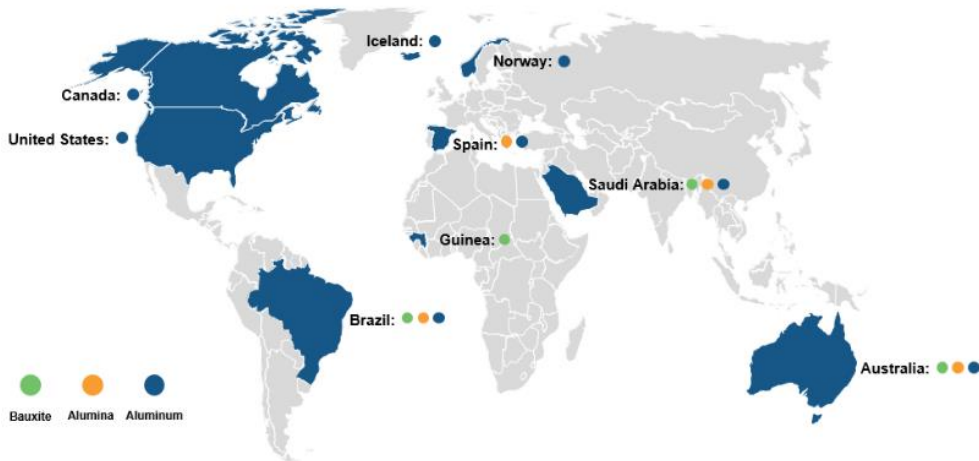 Iceland:
Norway:
Canada:
United States:
Spain:
Saudi Arabia:
Guinea:
Brazil:
Australia:
Bauxite Alumina Aluminum